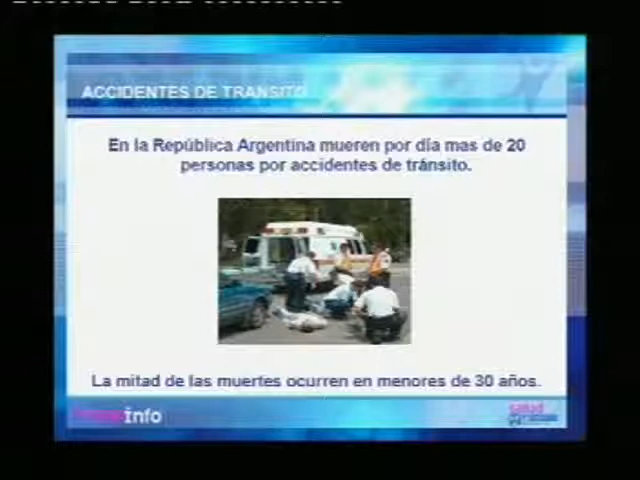 ACCIDENTES DE TRANSITO
En la República Argentina mueren por día mas de 20
personas por accidentes de tránsito.
La mitad de las muertes ocurren en menores de 30 años.
info
salud